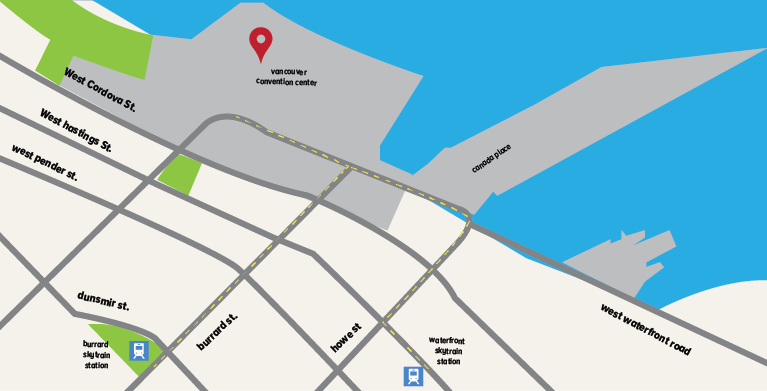 vancouver
convention center
West Cordova St.
West hastings St.
west pender st.
canada place
dunsmir st.
burrard
skytrain
station
burrard st.
howe st
waterfront
skytrain
station
west waterfront road